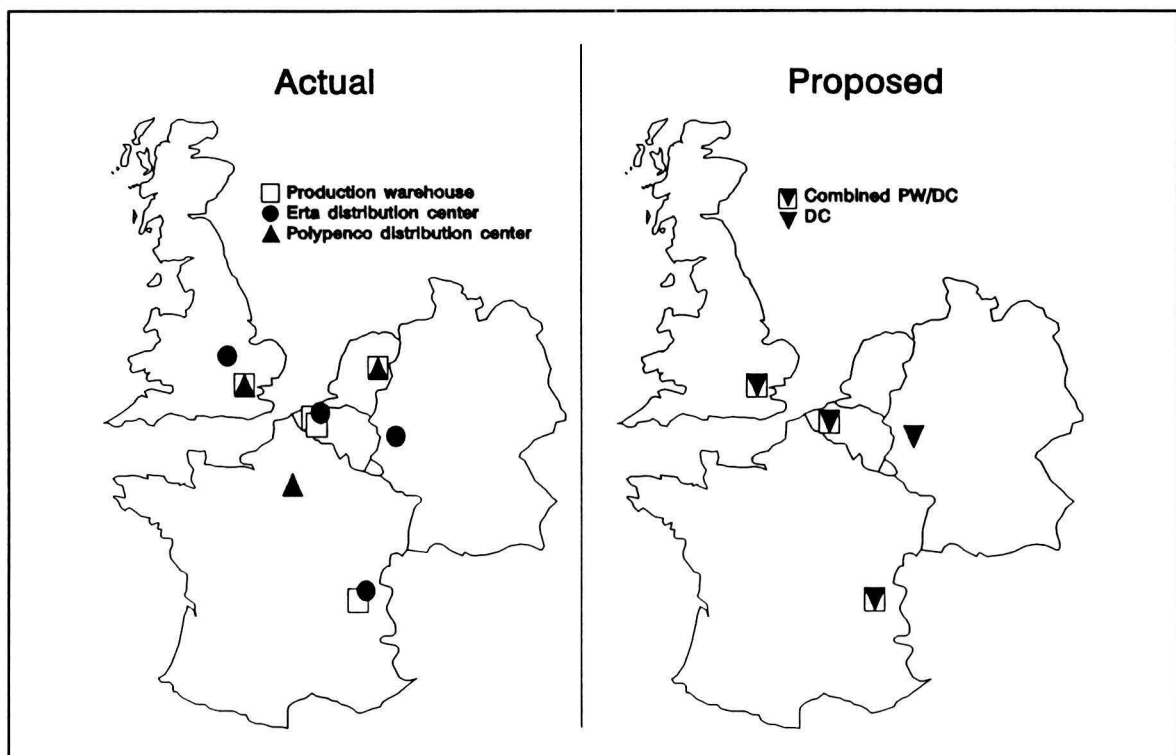 Actual
Production warehouse
Erta distribution center
Polypenco distribution center
Proposed
Combined PW/DC
DC